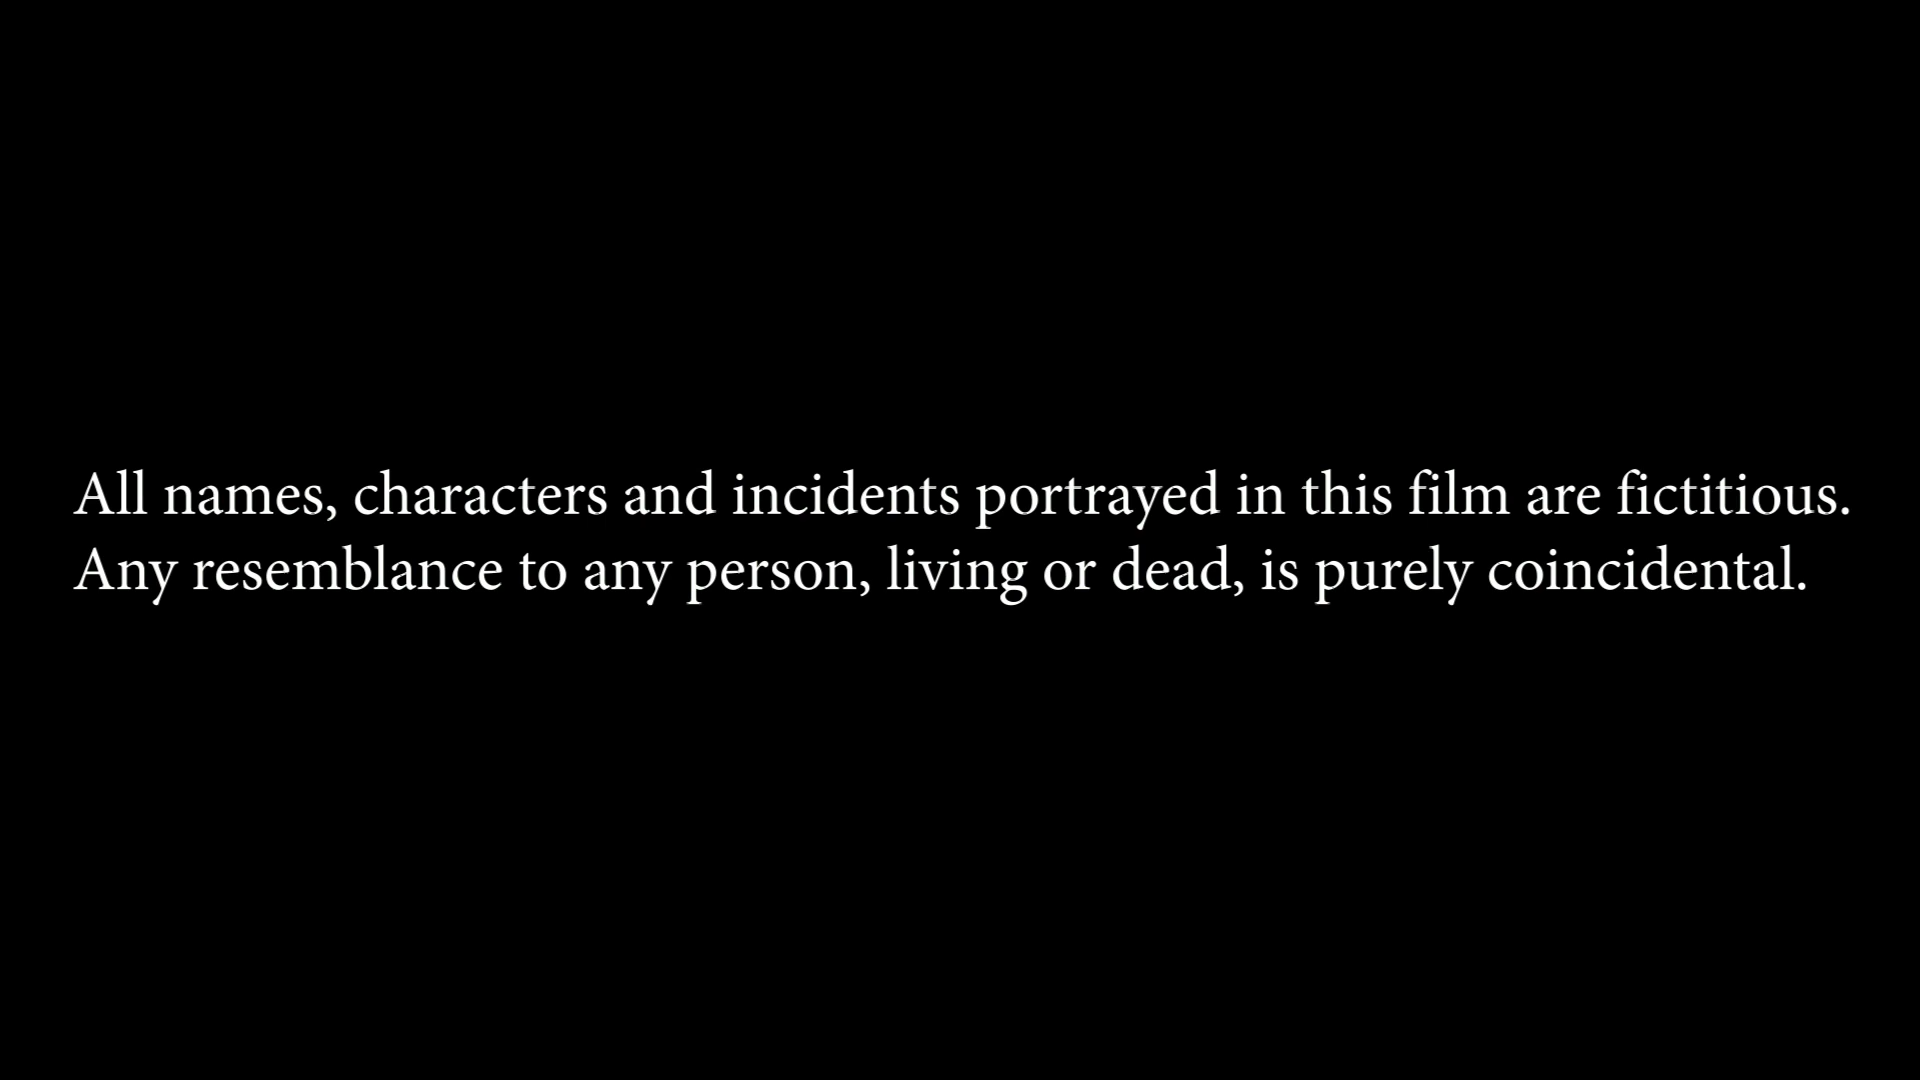 All names, characters and incidents portrayed in this film are fictitious.
Any resemblance to any person, living or dead, is purely coincidental.